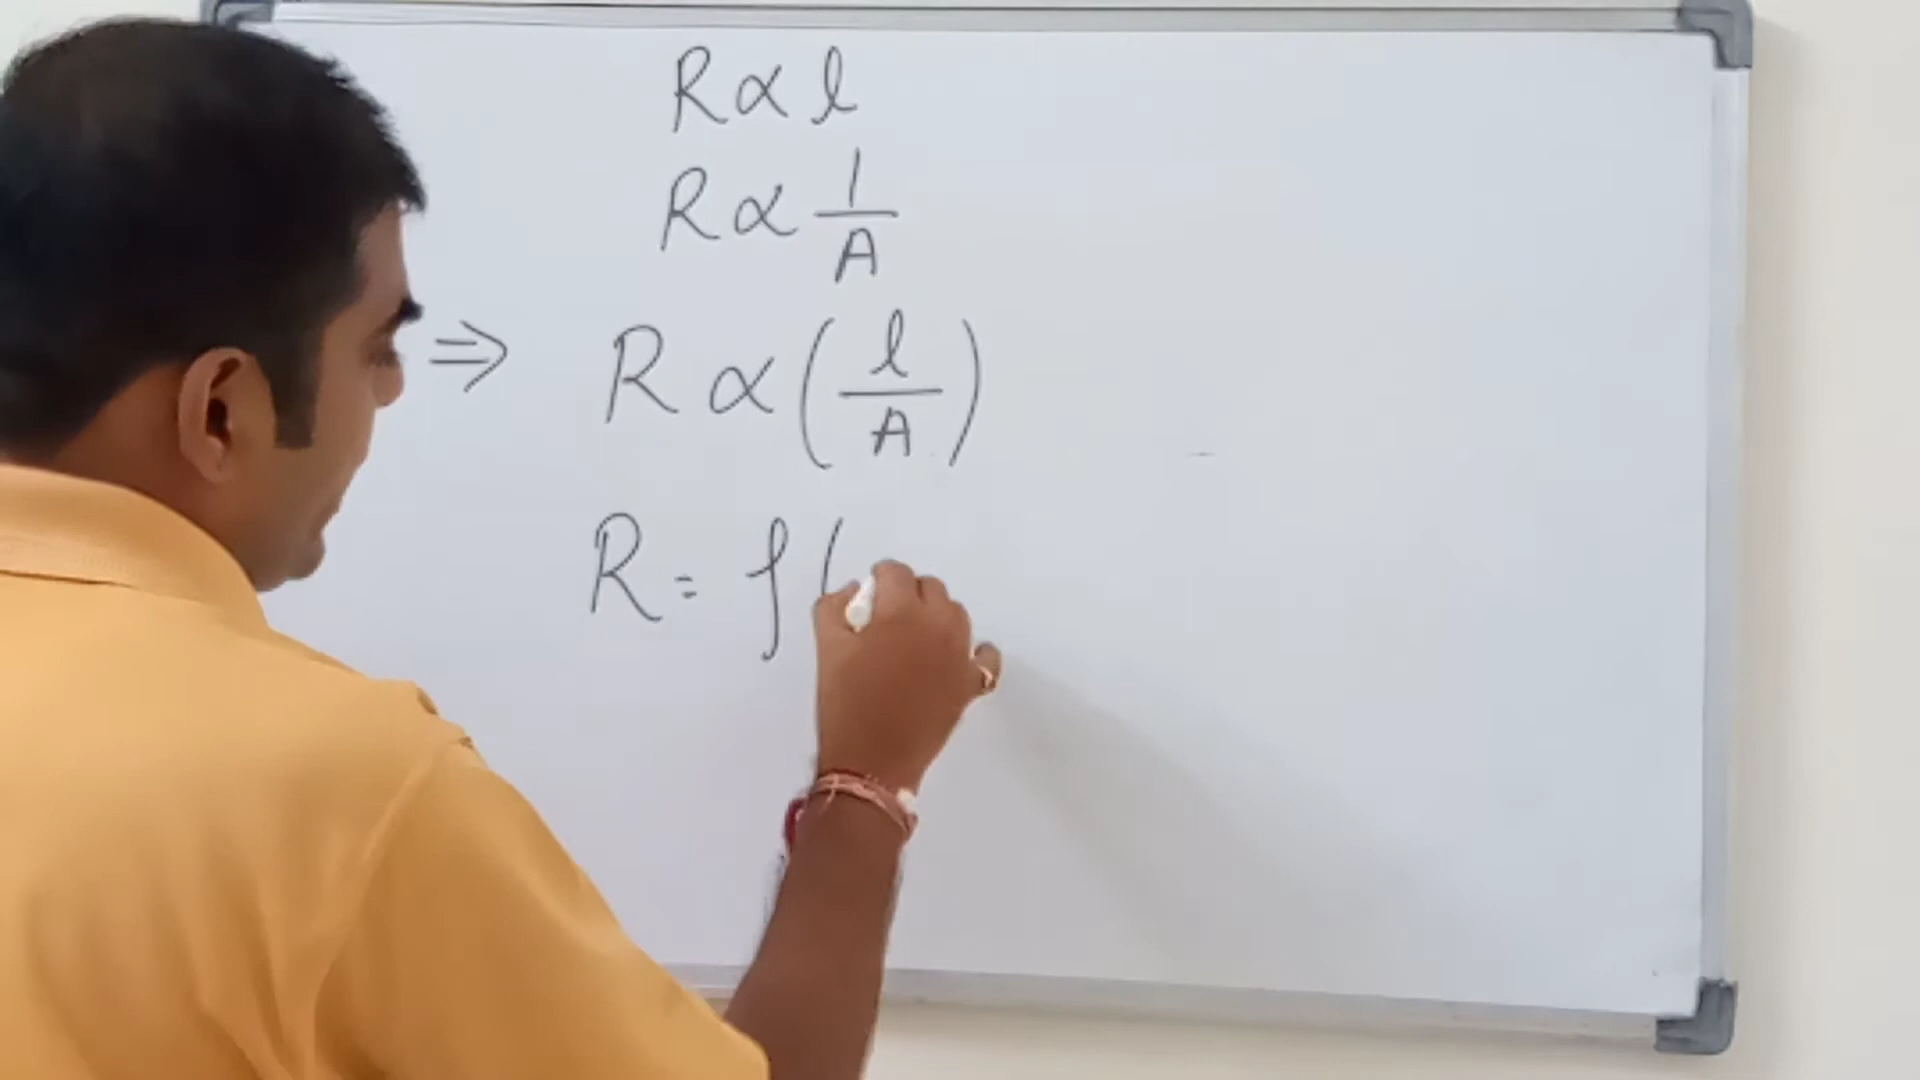 R ∝ l
R ∝ 1/A
⇒ R ∝ (l/A)
R = ρ (